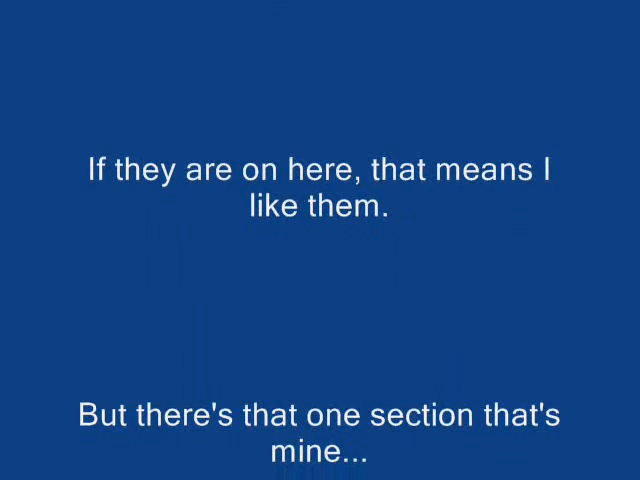 If they are on here, that means I
like them.
But there's that one section that's
mine...